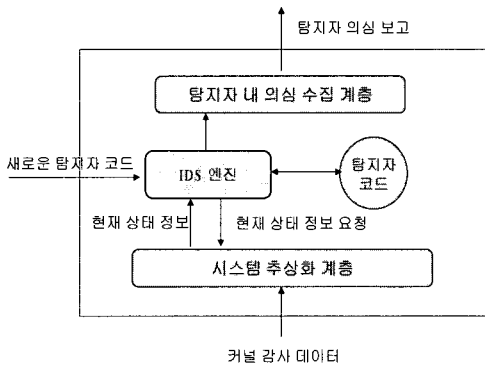 탐지자 의심 보고
탐지자 내 의심 수집 계층
새로운 탐지자 코드
IDS 엔진
탐지자
코드
현재 상태 정보
현재 상태 정보 요청
시스템 추상화 계층
커널 감사 데이터